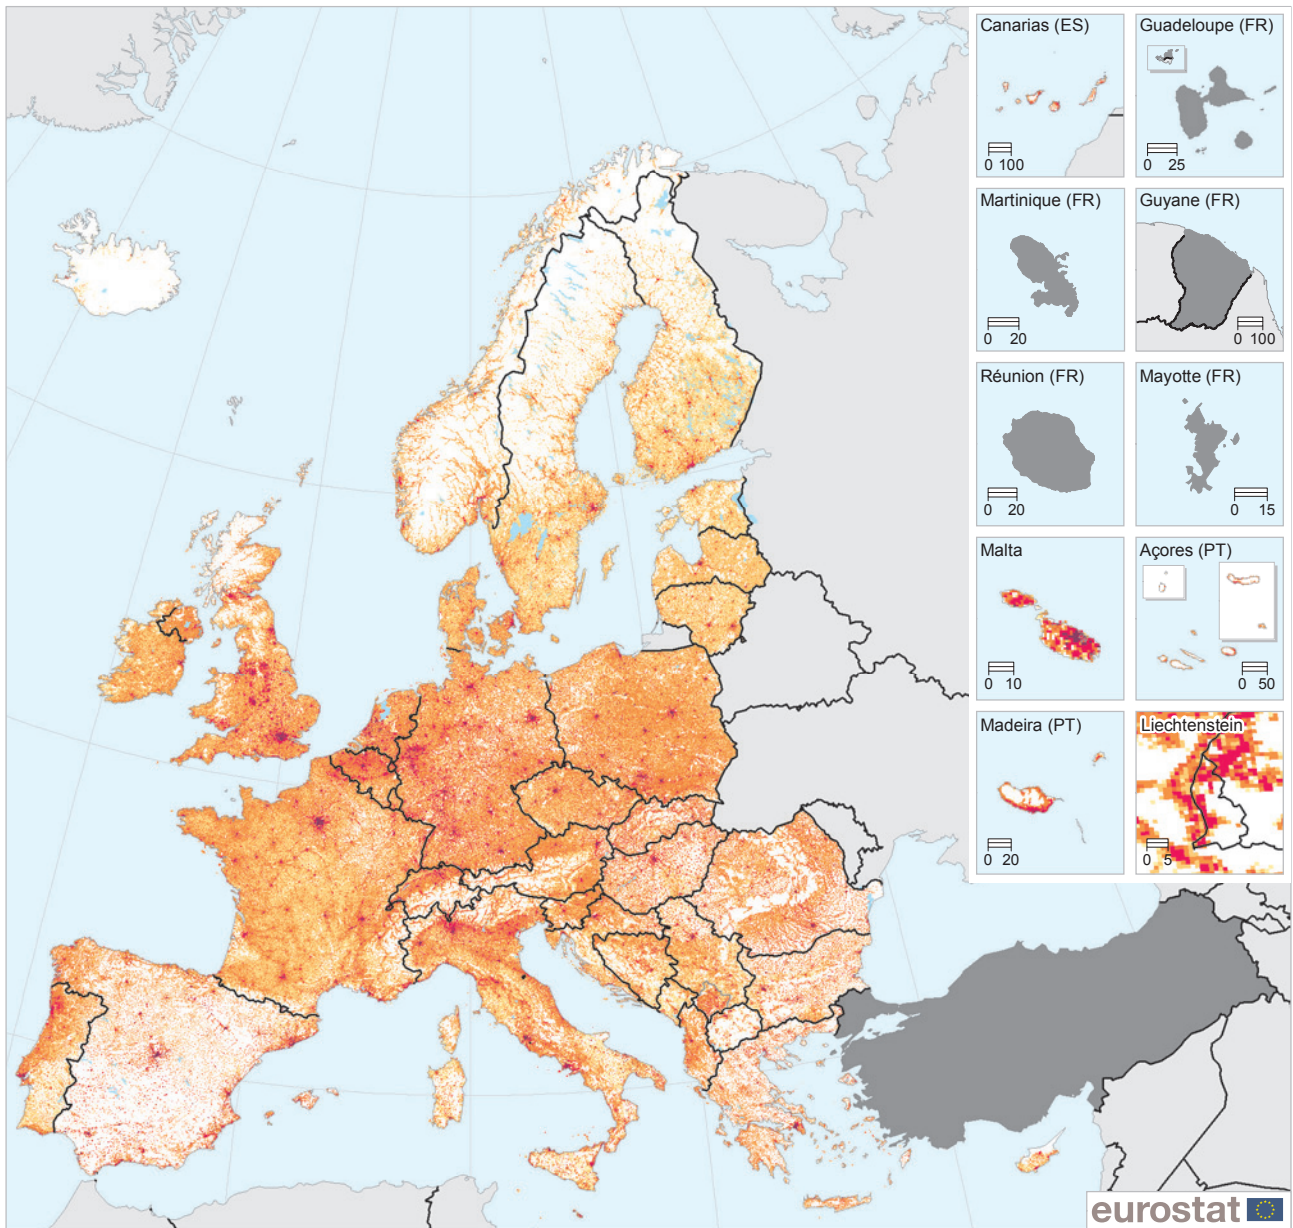 Canarias (ES)
0 100
Guadeloupe (FR)
0 25
Martinique (FR)
0 20
Guyane (FR)
0 100
Réunion (FR)
0 20
Mayotte (FR)
0 15
Malta
0 10
Açores (PT)
0 50
Madeira (PT)
0 20
Liechtenstein
0 5
eurostat